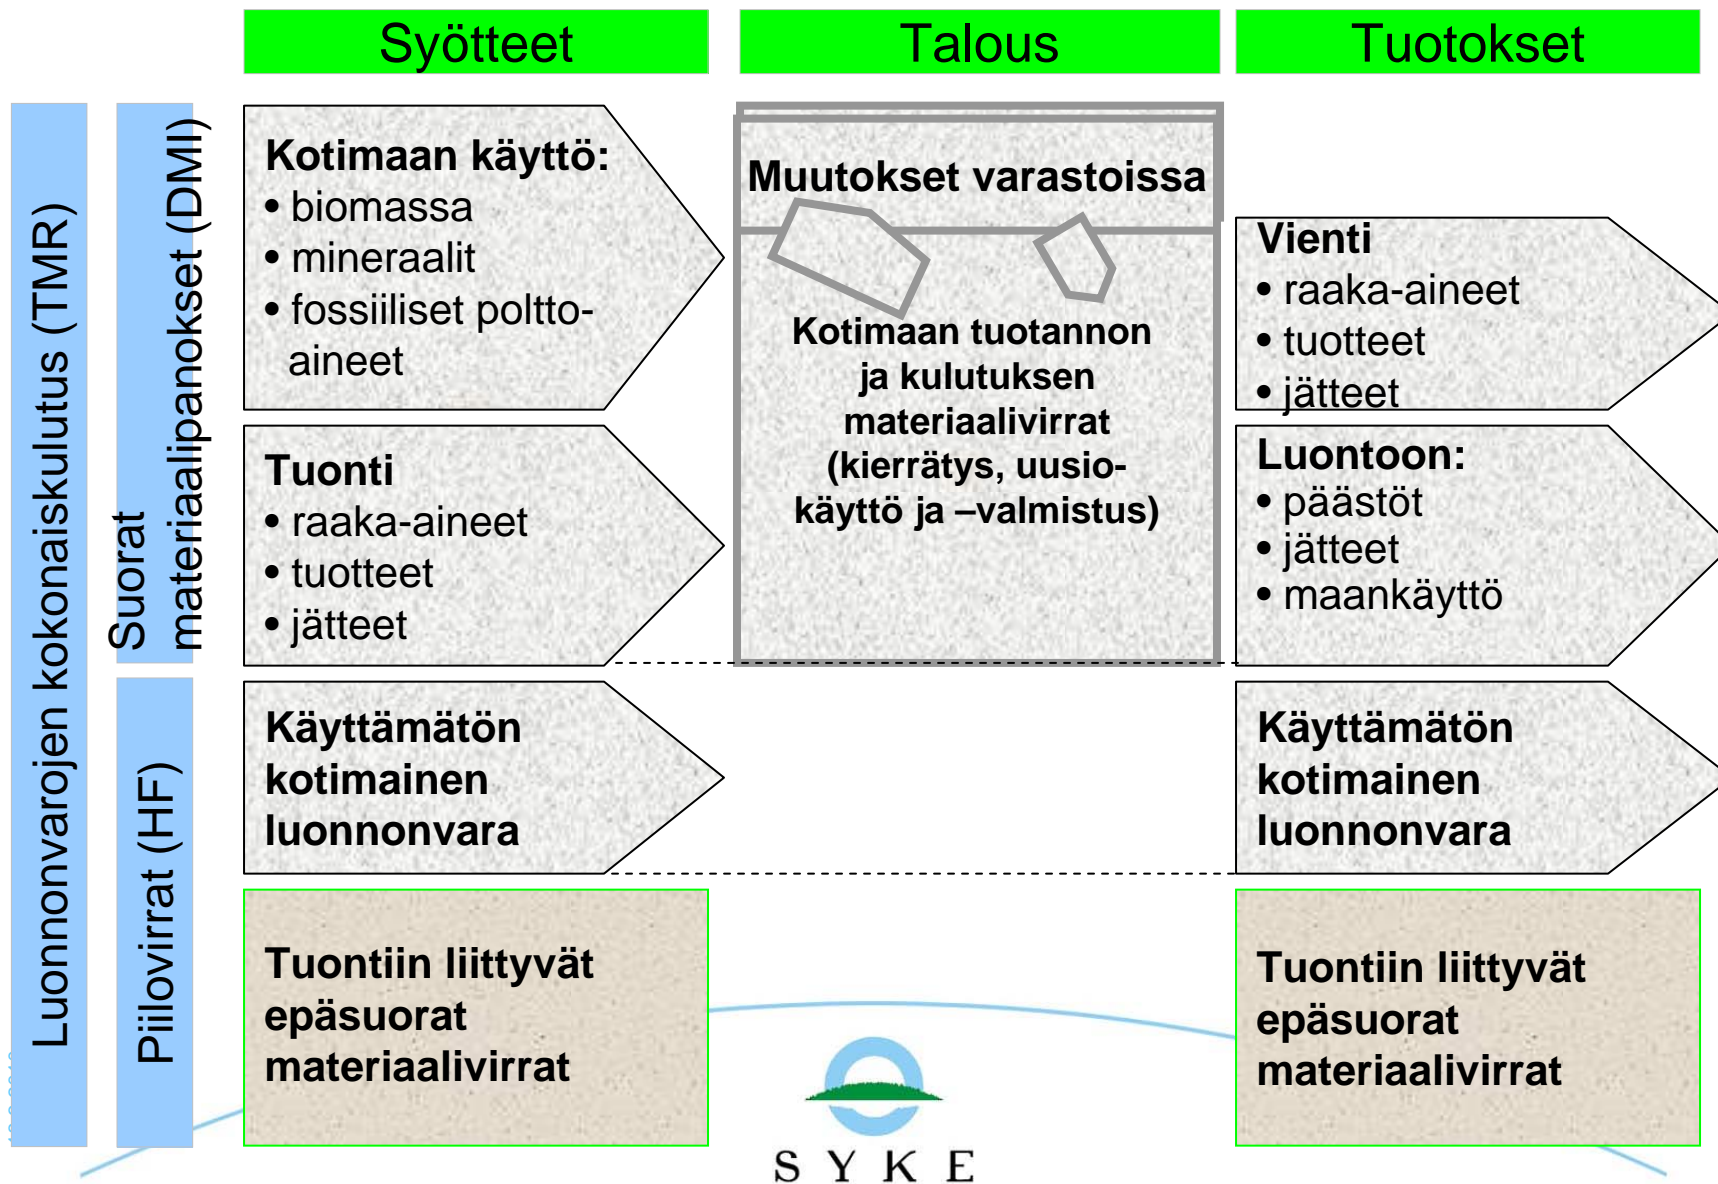 Syötteet
Talous
Tuotokset
Luonnonvarojen kokonaiskulutus (TMR)
Suorat
materiaalipanokset (DMI)
Piilovirrat (HF)
Kotimaan käyttö:
• biomassa
• mineraalit
• fossiiliset poltto-
aineet
Tuonti
• raaka-aineet
• tuotteet
• jätteet
Käyttämätön
kotimainen
luonnonvara
Tuontiin liittyvät
epäsuorat
materiaalivirrat
Muutokset varastoissa
Kotimaan tuotannon
ja kulutuksen
materiaalivirrat
(kierrätys, uusio-
käyttö ja –valmistus)
Vienti
• raaka-aineet
• tuotteet
• jätteet
Luontoon:
• päästöt
• jätteet
• maankäyttö
Käyttämätön
kotimainen
luonnonvara
Tuontiin liittyvät
epäsuorat
materiaalivirrat
SYKE